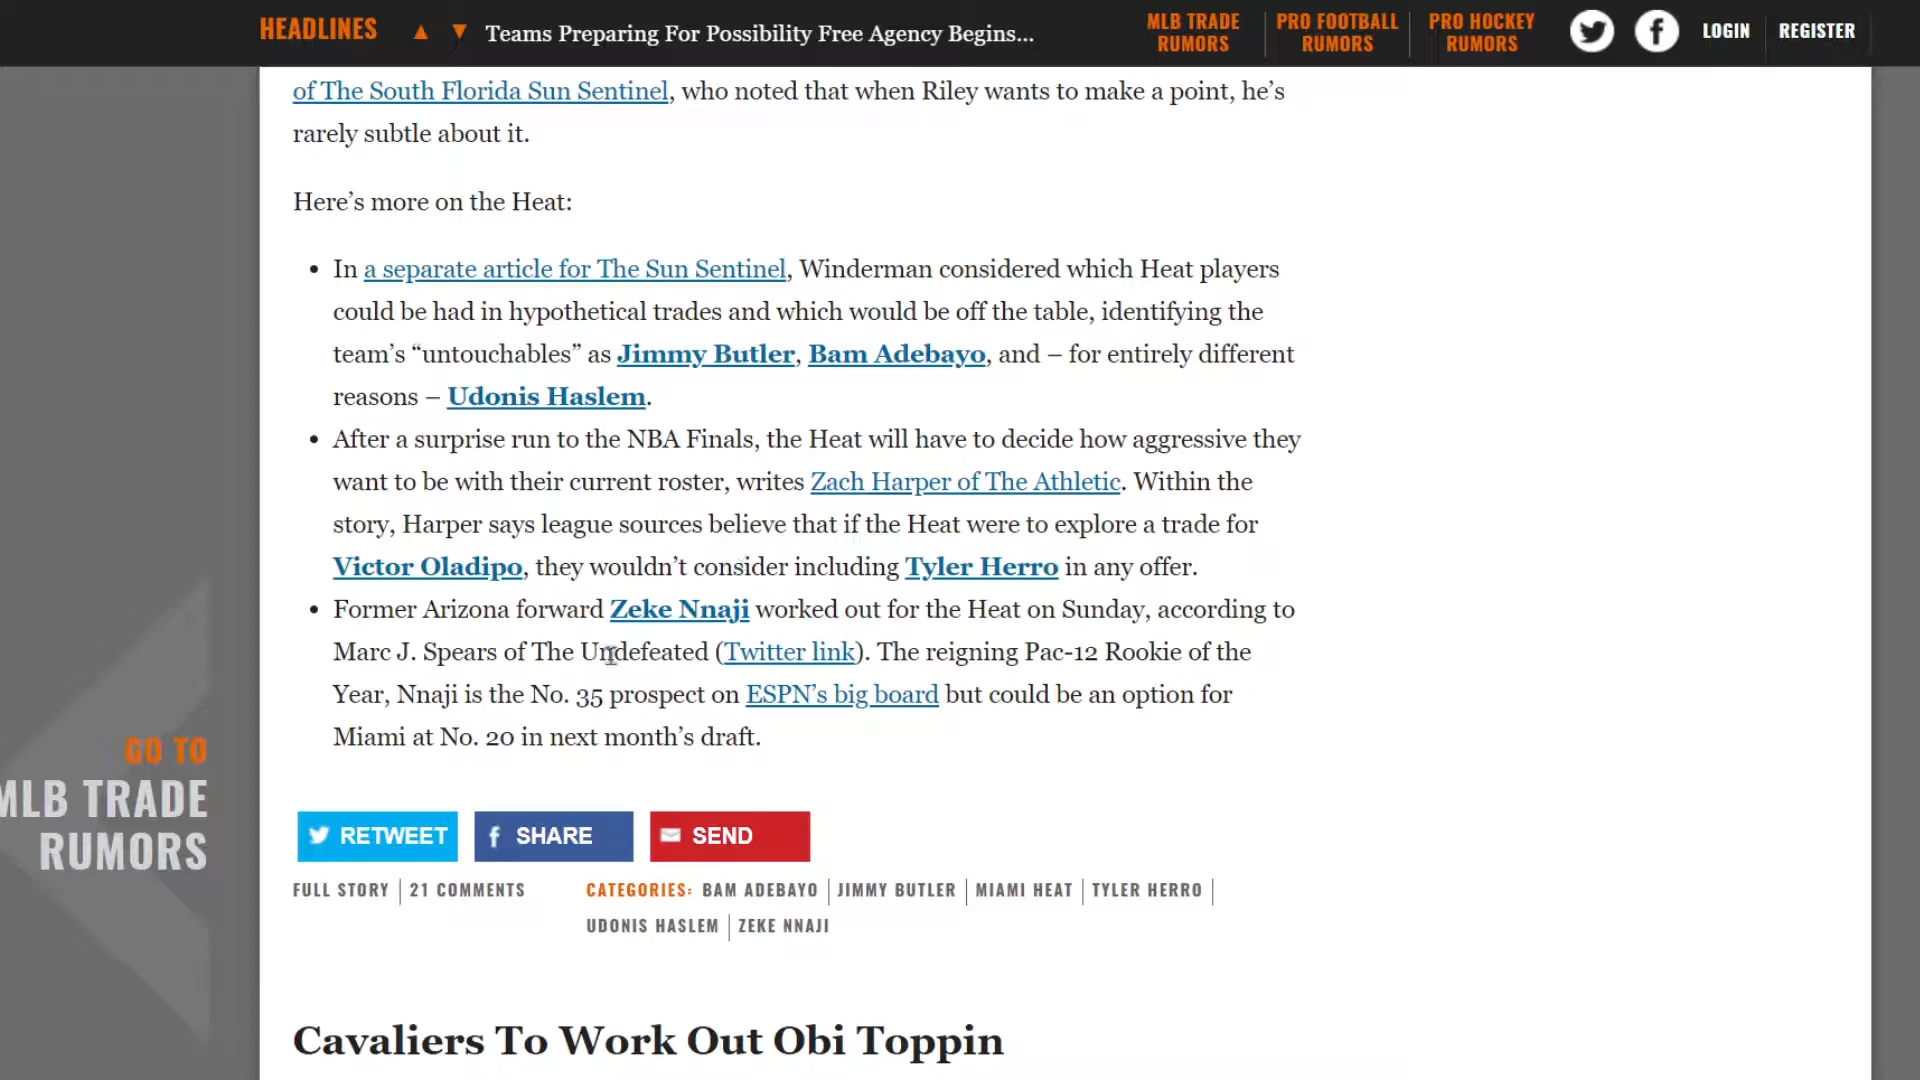 HEADLINES ▲ ▼ Teams Preparing For Possibility Free Agency Begins...
MLB TRADE RUMORS
PRO FOOTBALL RUMORS
PRO HOCKEY RUMORS
LOGIN
REGISTER
of The South Florida Sun Sentinel, who noted that when Riley wants to make a point, he’s
rarely subtle about it.
Here’s more on the Heat:
• In a separate article for The Sun Sentinel, Winderman considered which Heat players
could be had in hypothetical trades and which would be off the table, identifying the
team’s “untouchables” as Jimmy Butler, Bam Adebayo, and – for entirely different
reasons – Udonis Haslem.
• After a surprise run to the NBA Finals, the Heat will have to decide how aggressive they
want to be with their current roster, writes Zach Harper of The Athletic. Within the
story, Harper says league sources believe that if the Heat were to explore a trade for
Victor Oladipo, they wouldn’t consider including Tyler Herro in any offer.
• Former Arizona forward Zeke Nnaji worked out for the Heat on Sunday, according to
Marc J. Spears of The Undefeated (Twitter link). The reigning Pac-12 Rookie of the
Year, Nnaji is the No. 35 prospect on ESPN’s big board but could be an option for
Miami at No. 20 in next month’s draft.
GO TO
MLB TRADE
RUMORS
RETWEET
SHARE
SEND
FULL STORY | 21 COMMENTS
CATEGORIES: BAM ADEBAYO | JIMMY BUTLER | MIAMI HEAT | TYLER HERRO |
UDONIS HASLEM | ZEKE NNAJI
Cavaliers To Work Out Obi Toppin